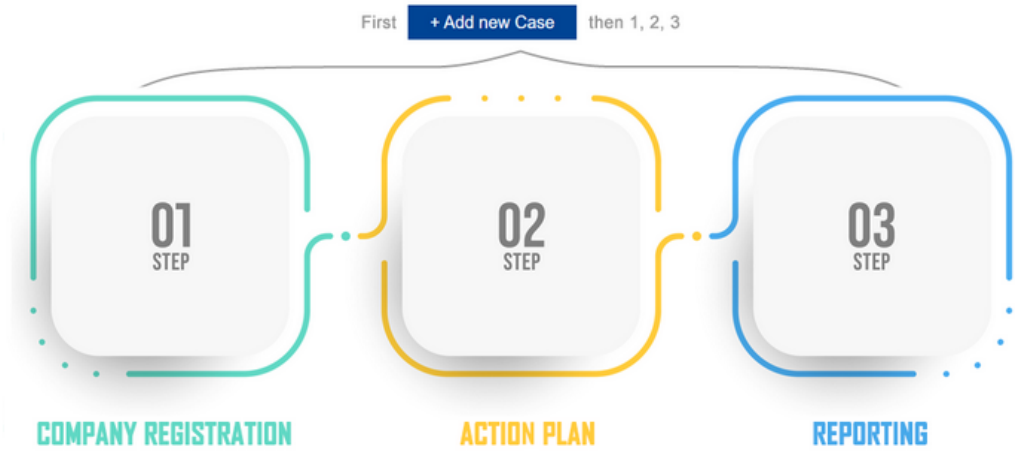 First + Add new Case then 1, 2, 3
01
STEP
02
STEP
03
STEP
COMPANY REGISTRATION
ACTION PLAN
REPORTING